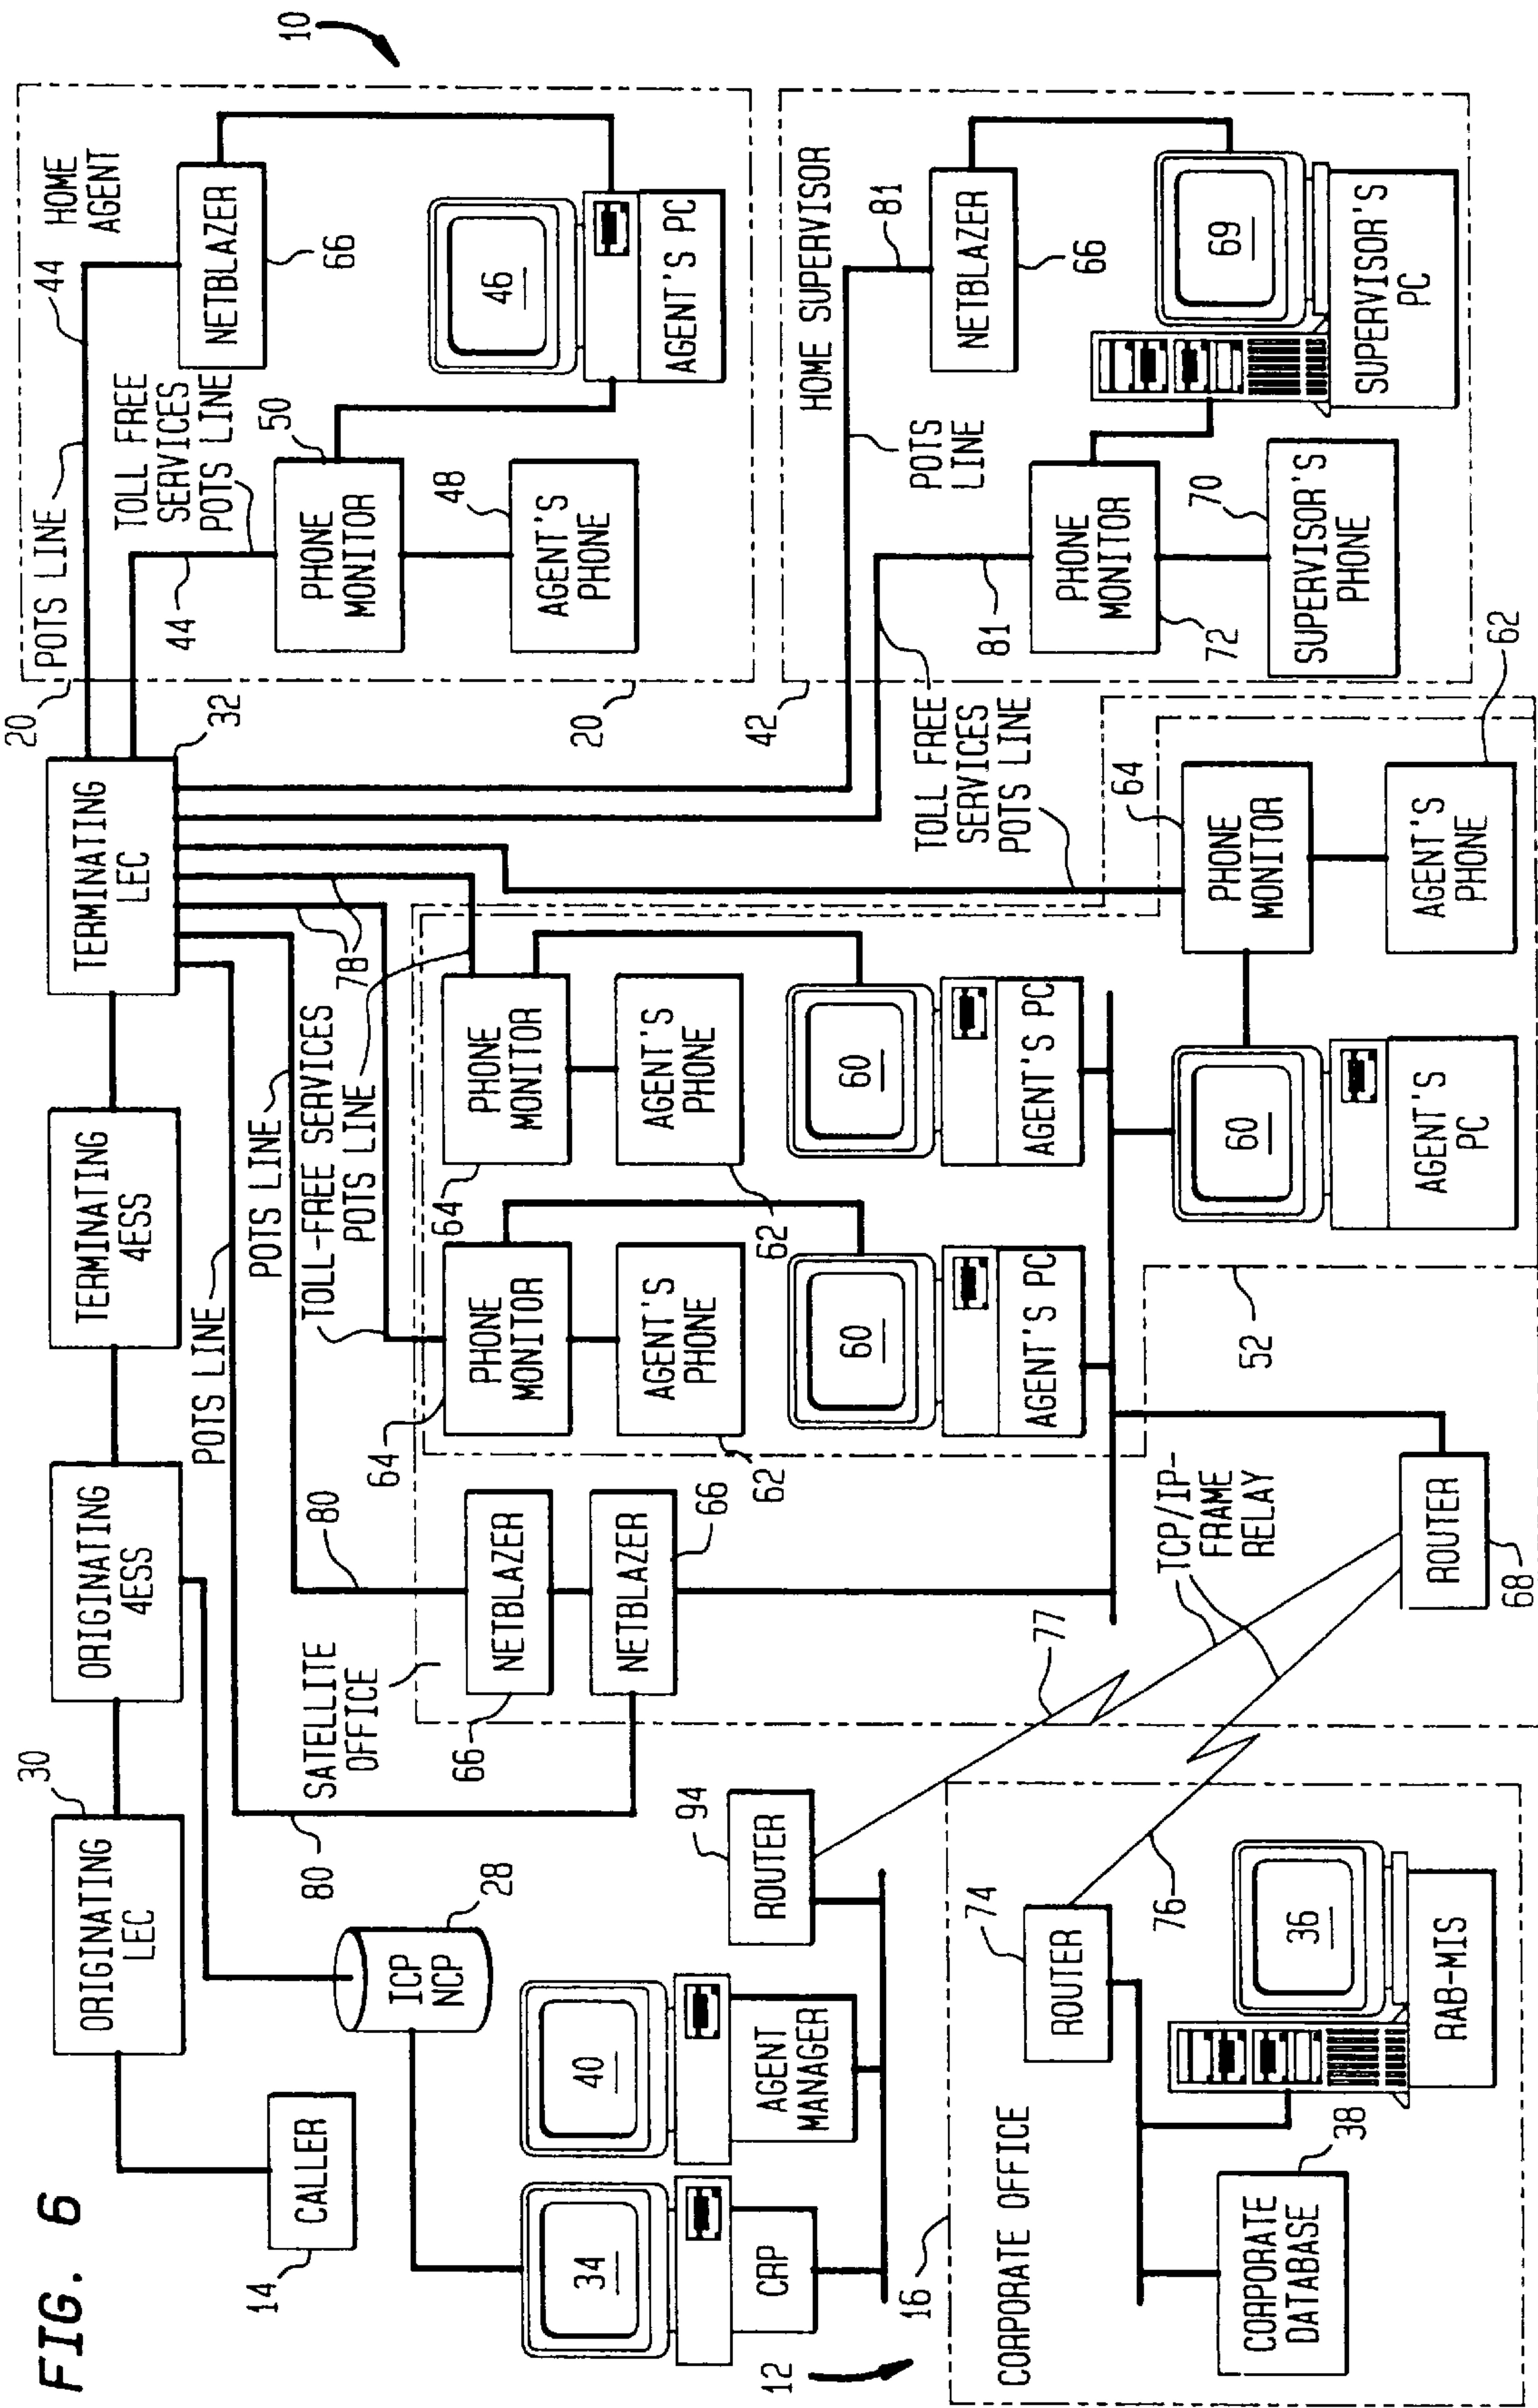 FIG. 6
10
12
14
CALLER
30
ORIGINATING
LEC
ORIGINATING
4ESS
TERMINATING
4ESS
TERMINATING
LEC
32
28
ICP
NCP
34
CRP
40
AGENT
MANAGER
94
ROUTER
77
16
CORPORATE OFFICE
CORPORATE
DATABASE
38
36
RAB-MIS
74
ROUTER
76
TCP/IP-
FRAME
RELAY
ROUTER
68
SATELLITE
OFFICE
52
80
80
POTS LINE
POTS LINE
TOLL-FREE SERVICES
POTS LINE
78
NETBLAZER
66
NETBLAZER
66
64
PHONE
MONITOR
AGENT'S
PHONE
62
60
AGENT'S PC
64
PHONE
MONITOR
AGENT'S
PHONE
62
60
AGENT'S PC
60
AGENT'S
PC
TOLL FREE
SERVICES
POTS LINE
64
PHONE
MONITOR
AGENT'S
PHONE
62
20
20
HOME
AGENT
POTS LINE
44
NETBLAZER
66
TOLL FREE
SERVICES
POTS LINE
44
50
PHONE
MONITOR
48
AGENT'S
PHONE
46
AGENT'S PC
42
HOME SUPERVISOR
POTS
LINE
81
NETBLAZER
66
81
PHONE
MONITOR
72
70
SUPERVISOR'S
PHONE
69
SUPERVISOR'S
PC